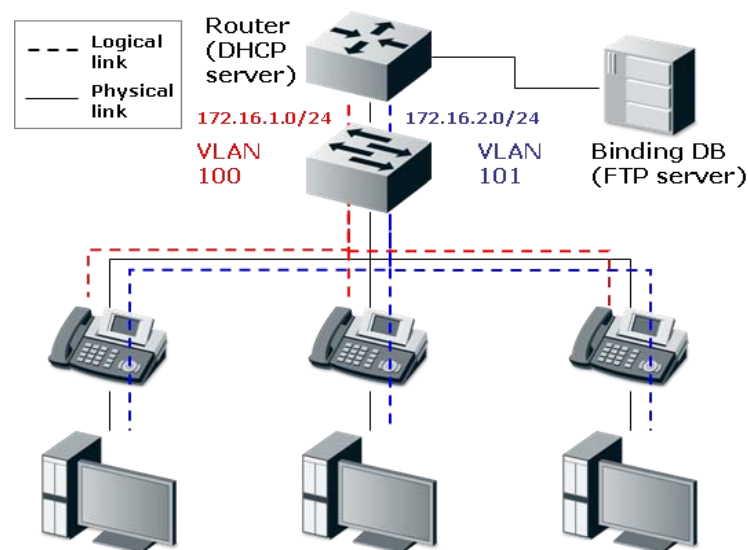 Logical
link
Physical
link
Router
(DHCP
server)
172.16.1.0/24
172.16.2.0/24
VLAN
100
VLAN
101
Binding DB
(FTP server)